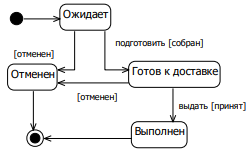 Ожидает
[отменен]
подготовить [собран]
Отменен
Готов к доставке
[отменен]
выдать [принят]
Выполнен